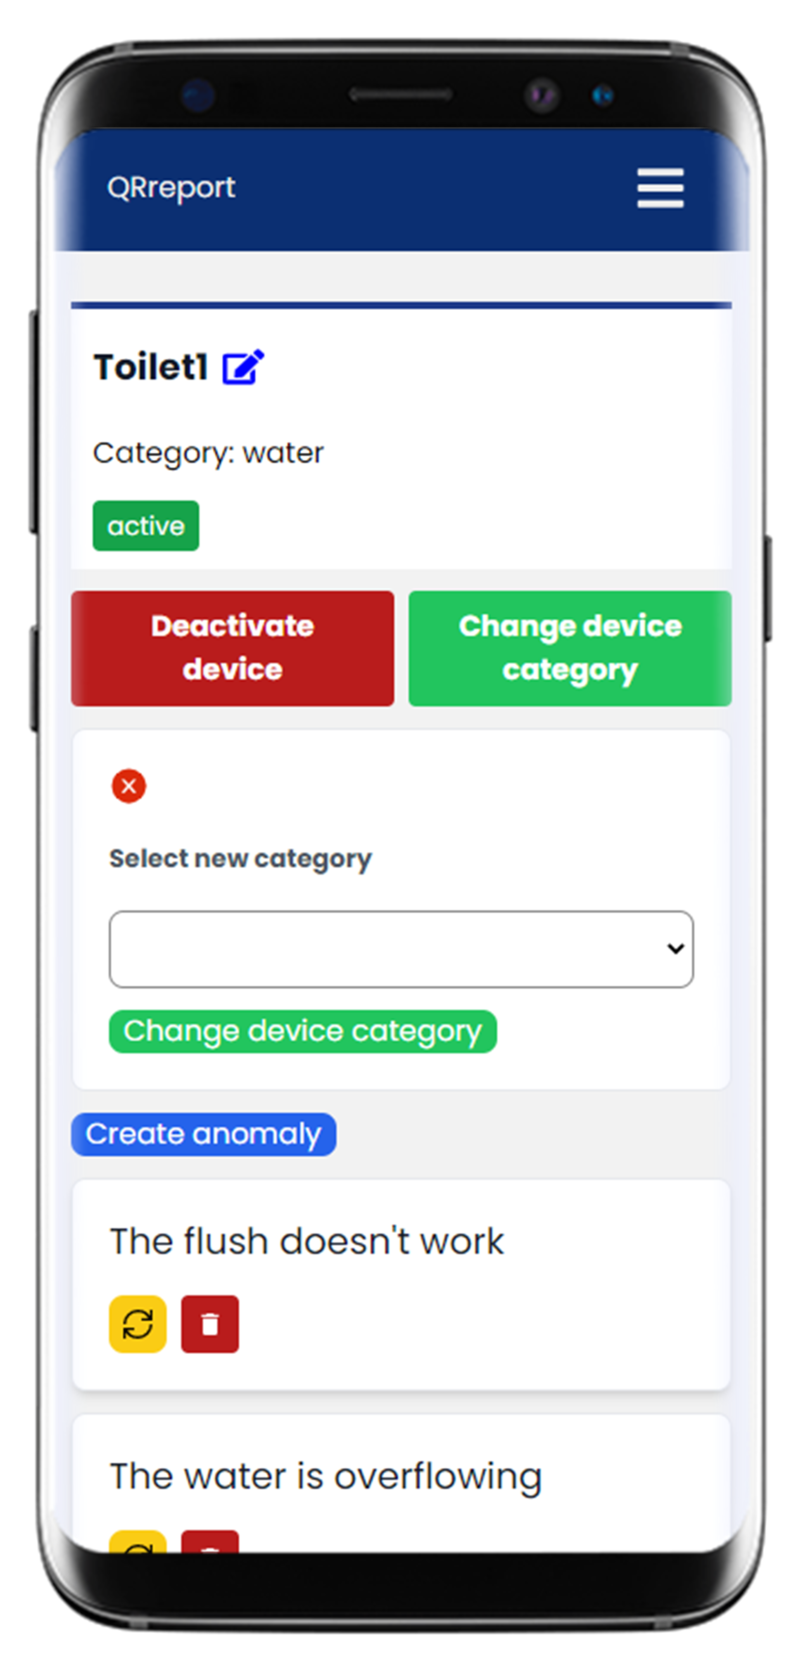 QRreport
Toilet1
Category: water
active
Deactivate
device
Change device
category
Select new category
Change device category
Create anomaly
The flush doesn't work
The water is overflowing